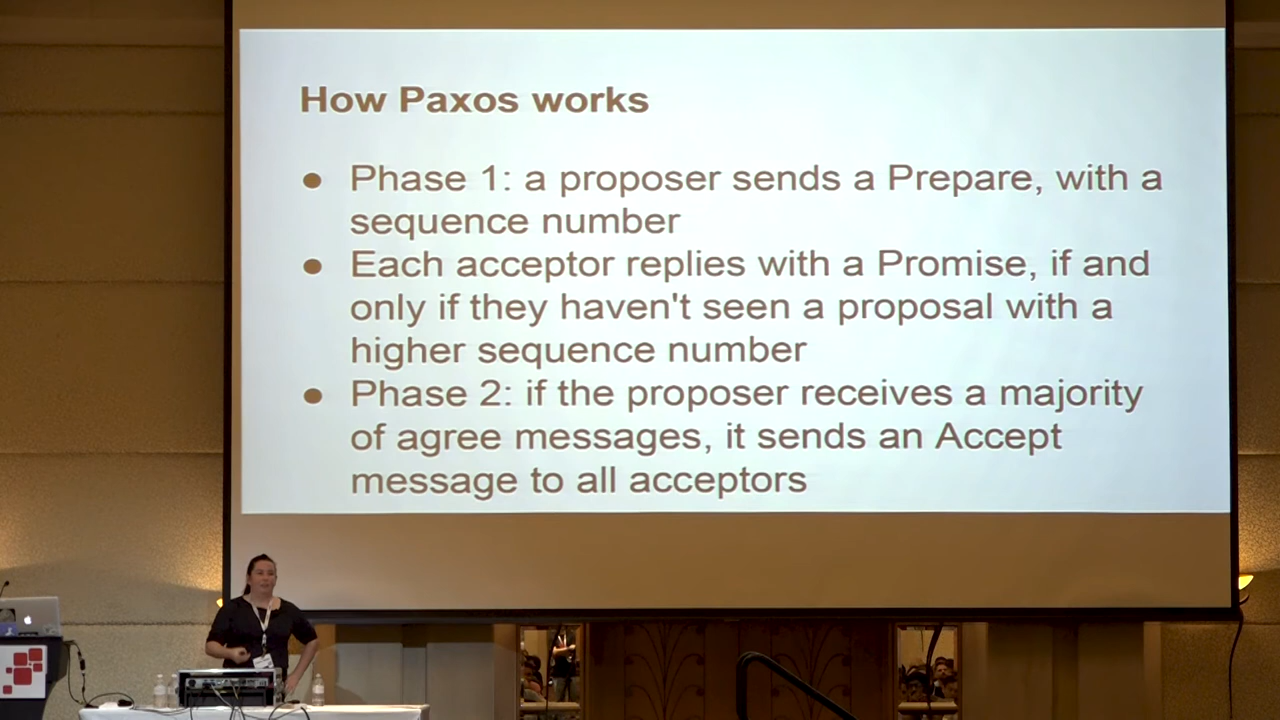 How Paxos works
● Phase 1: a proposer sends a Prepare, with a
sequence number
● Each acceptor replies with a Promise, if and
only if they haven't seen a proposal with a
higher sequence number
● Phase 2: if the proposer receives a majority
of agree messages, it sends an Accept
message to all acceptors